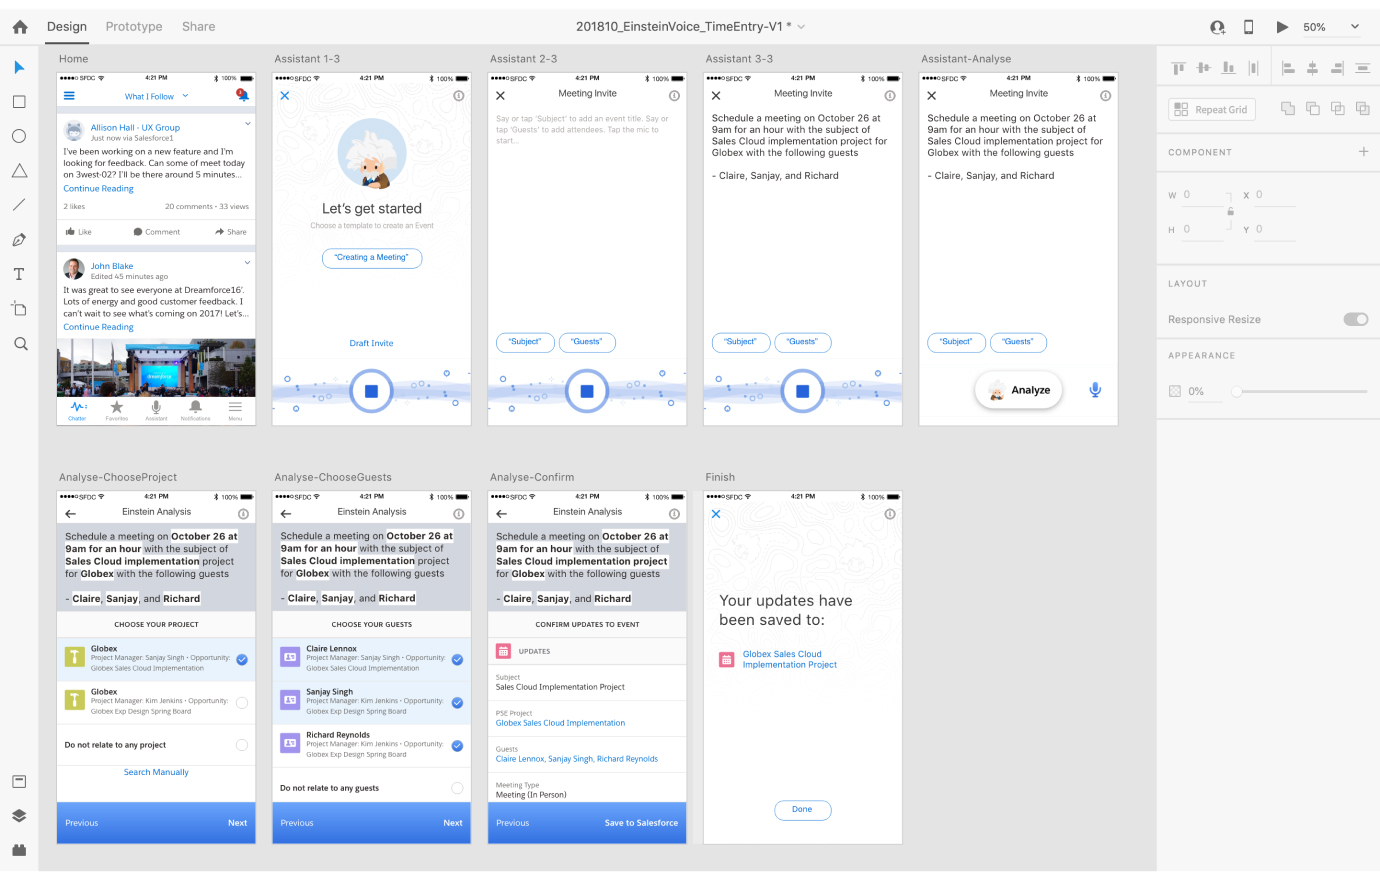 Design Prototype Share
201810_EinsteinVoice_TimeEntry-V1 *
50%
Home
SFDC 4:21 PM 100%
What I Follow
Allison Hall - UX Group
Just now via Salesforce1
I've been working on a new feature and I'm
looking for feedback. Can some of meet today
on 3west-02? I'll be there around 5 minutes...
Continue Reading
2 likes 20 comments • 33 views
Like Comment Share
John Blake
Edited 45 minutes ago
It was great to see everyone at Dreamforce16'.
Lots of energy and good customer feedback. I
can't wait to see what's coming on 2017! Let's...
Continue Reading
dreamforce
Chatter Favorites Assistant Notifications Menu
Assistant 1-3
SFDC 4:21 PM 100%
Let's get started
Choose a template to create an Event
"Creating a Meeting"
Draft Invite
Assistant 2-3
SFDC 4:21 PM 100%
Meeting Invite
Say or tap 'Subject' to add an event title. Say or
tap 'Guests' to add attendees. Tap the mic to
start...
"Subject" "Guests"
Assistant 3-3
SFDC 4:21 PM 100%
Meeting Invite
Schedule a meeting on October 26 at
9am for an hour with the subject of
Sales Cloud implementation project for
Globex with the following guests
- Claire, Sanjay, and Richard
"Subject" "Guests"
Assistant-Analyse
SFDC 4:21 PM 100%
Meeting Invite
Schedule a meeting on October 26 at
9am for an hour with the subject of
Sales Cloud implementation project for
Globex with the following guests
- Claire, Sanjay, and Richard
"Subject" "Guests"
Analyze
Analyse-ChooseProject
SFDC 4:21 PM 100%
Einstein Analysis
Schedule a meeting on October 26 at
9am for an hour with the subject of
Sales Cloud implementation project
for Globex with the following guests
- Claire, Sanjay, and Richard
CHOOSE YOUR PROJECT
Globex
Project Manager: Sanjay Singh • Opportunity:
Globex Sales Cloud Implementation
Globex
Project Manager: Kim Jenkins • Opportunity:
Globex Exp Design Spring Board
Do not relate to any project
Search Manually
Previous Next
Analyse-ChooseGuests
SFDC 4:21 PM 100%
Einstein Analysis
Schedule a meeting on October 26 at
9am for an hour with the subject of
Sales Cloud implementation project
for Globex with the following guests
- Claire, Sanjay, and Richard
CHOOSE YOUR GUESTS
Claire Lennox
Project Manager: Sanjay Singh • Opportunity:
Globex Sales Cloud Implementation
Sanjay Singh
Project Manager: Kim Jenkins • Opportunity:
Globex Exp Design Spring Board
Richard Reynolds
Project Manager: Kim Jenkins • Opportunity:
Globex Exp Design Spring Board
Do not relate to any guests
Previous Next
Analyse-Confirm
SFDC 4:21 PM 100%
Einstein Analysis
Schedule a meeting on October 26 at
9am for an hour with the subject of
Sales Cloud implementation project
for Globex with the following guests
- Claire, Sanjay, and Richard
CONFIRM UPDATES TO EVENT
UPDATES
Subject
Sales Cloud Implementation Project
PSE Project
Globex Sales Cloud Implementation
Guests
Claire Lennox, Sanjay Singh, Richard Reynolds
Meeting Type
Meeting (In Person)
Previous Save to Salesforce
Finish
SFDC 4:21 PM 100%
Your updates have
been saved to:
Globex Sales Cloud
Implementation Project
Done
Repeat Grid
COMPONENT
W 0 X 0
H 0 Y 0
LAYOUT
Responsive Resize
APPEARANCE
0%